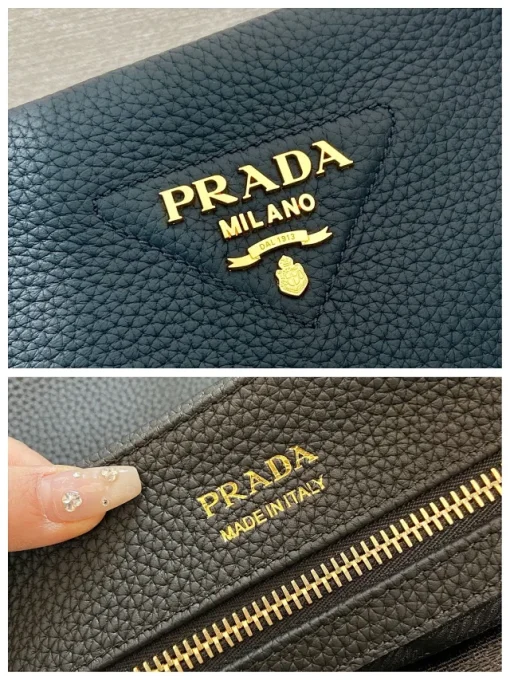 PRADA
MILANO
DAL 1913
PRADA
MADE IN ITALY